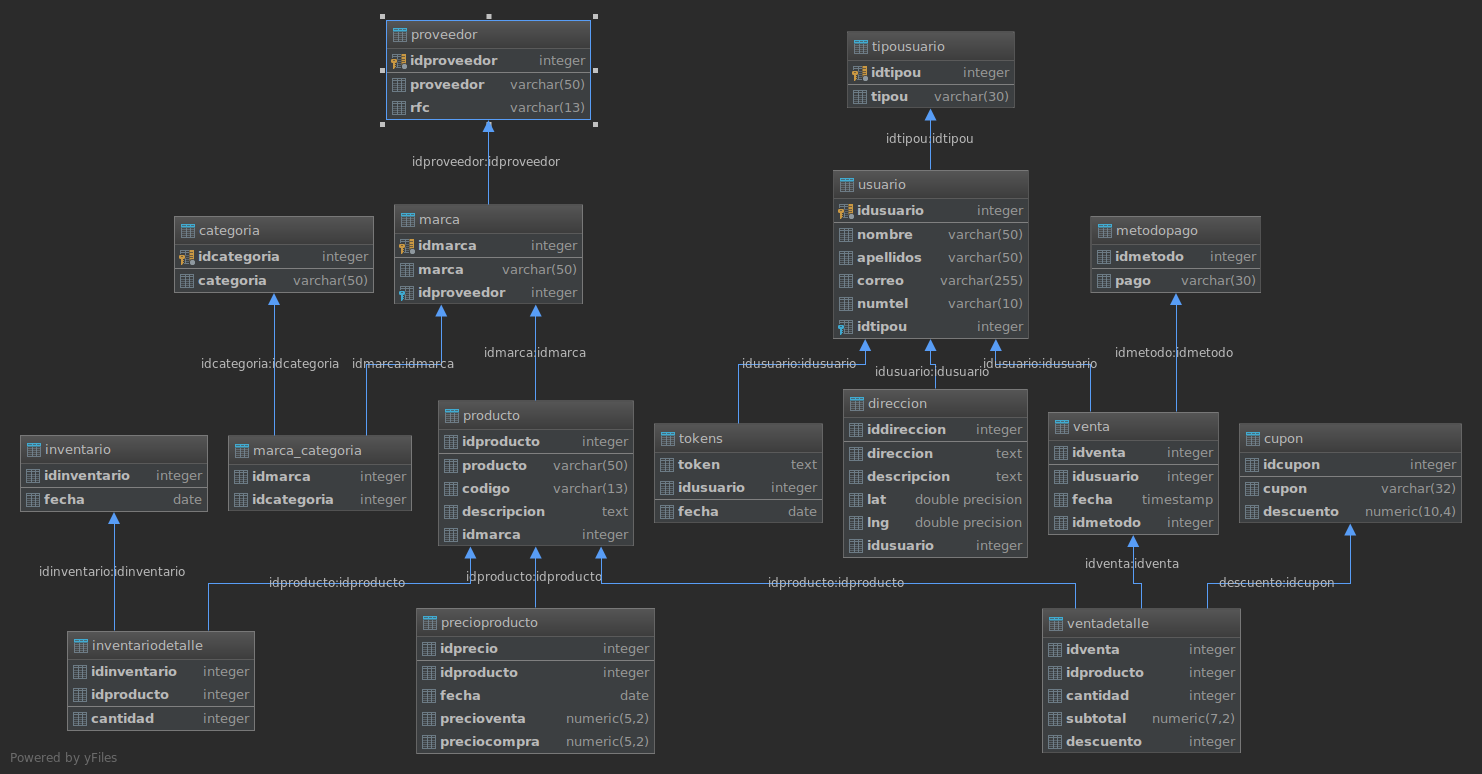 proveedor
idproveedor integer
proveedor varchar(50)
rfc varchar(13)
tipousuario
idtipou integer
tipou varchar(30)
idproveedor:idproveedor
idtipou:idtipou
usuario
idusuario integer
nombre varchar(50)
apellidos varchar(50)
correo varchar(255)
numtel varchar(10)
idtipou integer
categoria
idcategoria integer
categoria varchar(50)
marca
idmarca integer
marca varchar(50)
idproveedor integer
metodopago
idmetodo integer
pago varchar(30)
idcategoria:idcategoria
idmarca:idmarca
idmarca:idmarca
idusuario:idusuario
idusuario:idusuario
idusuario:idusuario
idmetodo:idmetodo
inventario
idinventario integer
fecha date
marca_categoria
idmarca integer
idcategoria integer
producto
idproducto integer
producto varchar(50)
codigo varchar(13)
descripcion text
idmarca integer
tokens
token text
idusuario integer
fecha date
direccion
iddireccion integer
direccion text
descripcion text
lat double precision
lng double precision
idusuario integer
venta
idventa integer
idusuario integer
fecha timestamp
idmetodo integer
cupon
idcupon integer
cupon varchar(32)
descuento numeric(10,4)
idinventario:idinventario
idproducto:idproducto
idproducto:idproducto
idproducto:idproducto
idventa:idventa
descuento:idcupon
inventariodetalle
idinventario integer
idproducto integer
cantidad integer
precioproducto
idprecio integer
idproducto integer
fecha date
precioventa numeric(5,2)
preciocompra numeric(5,2)
ventadetalle
idventa integer
idproducto integer
cantidad integer
subtotal numeric(7,2)
descuento integer
Powered by yFiles